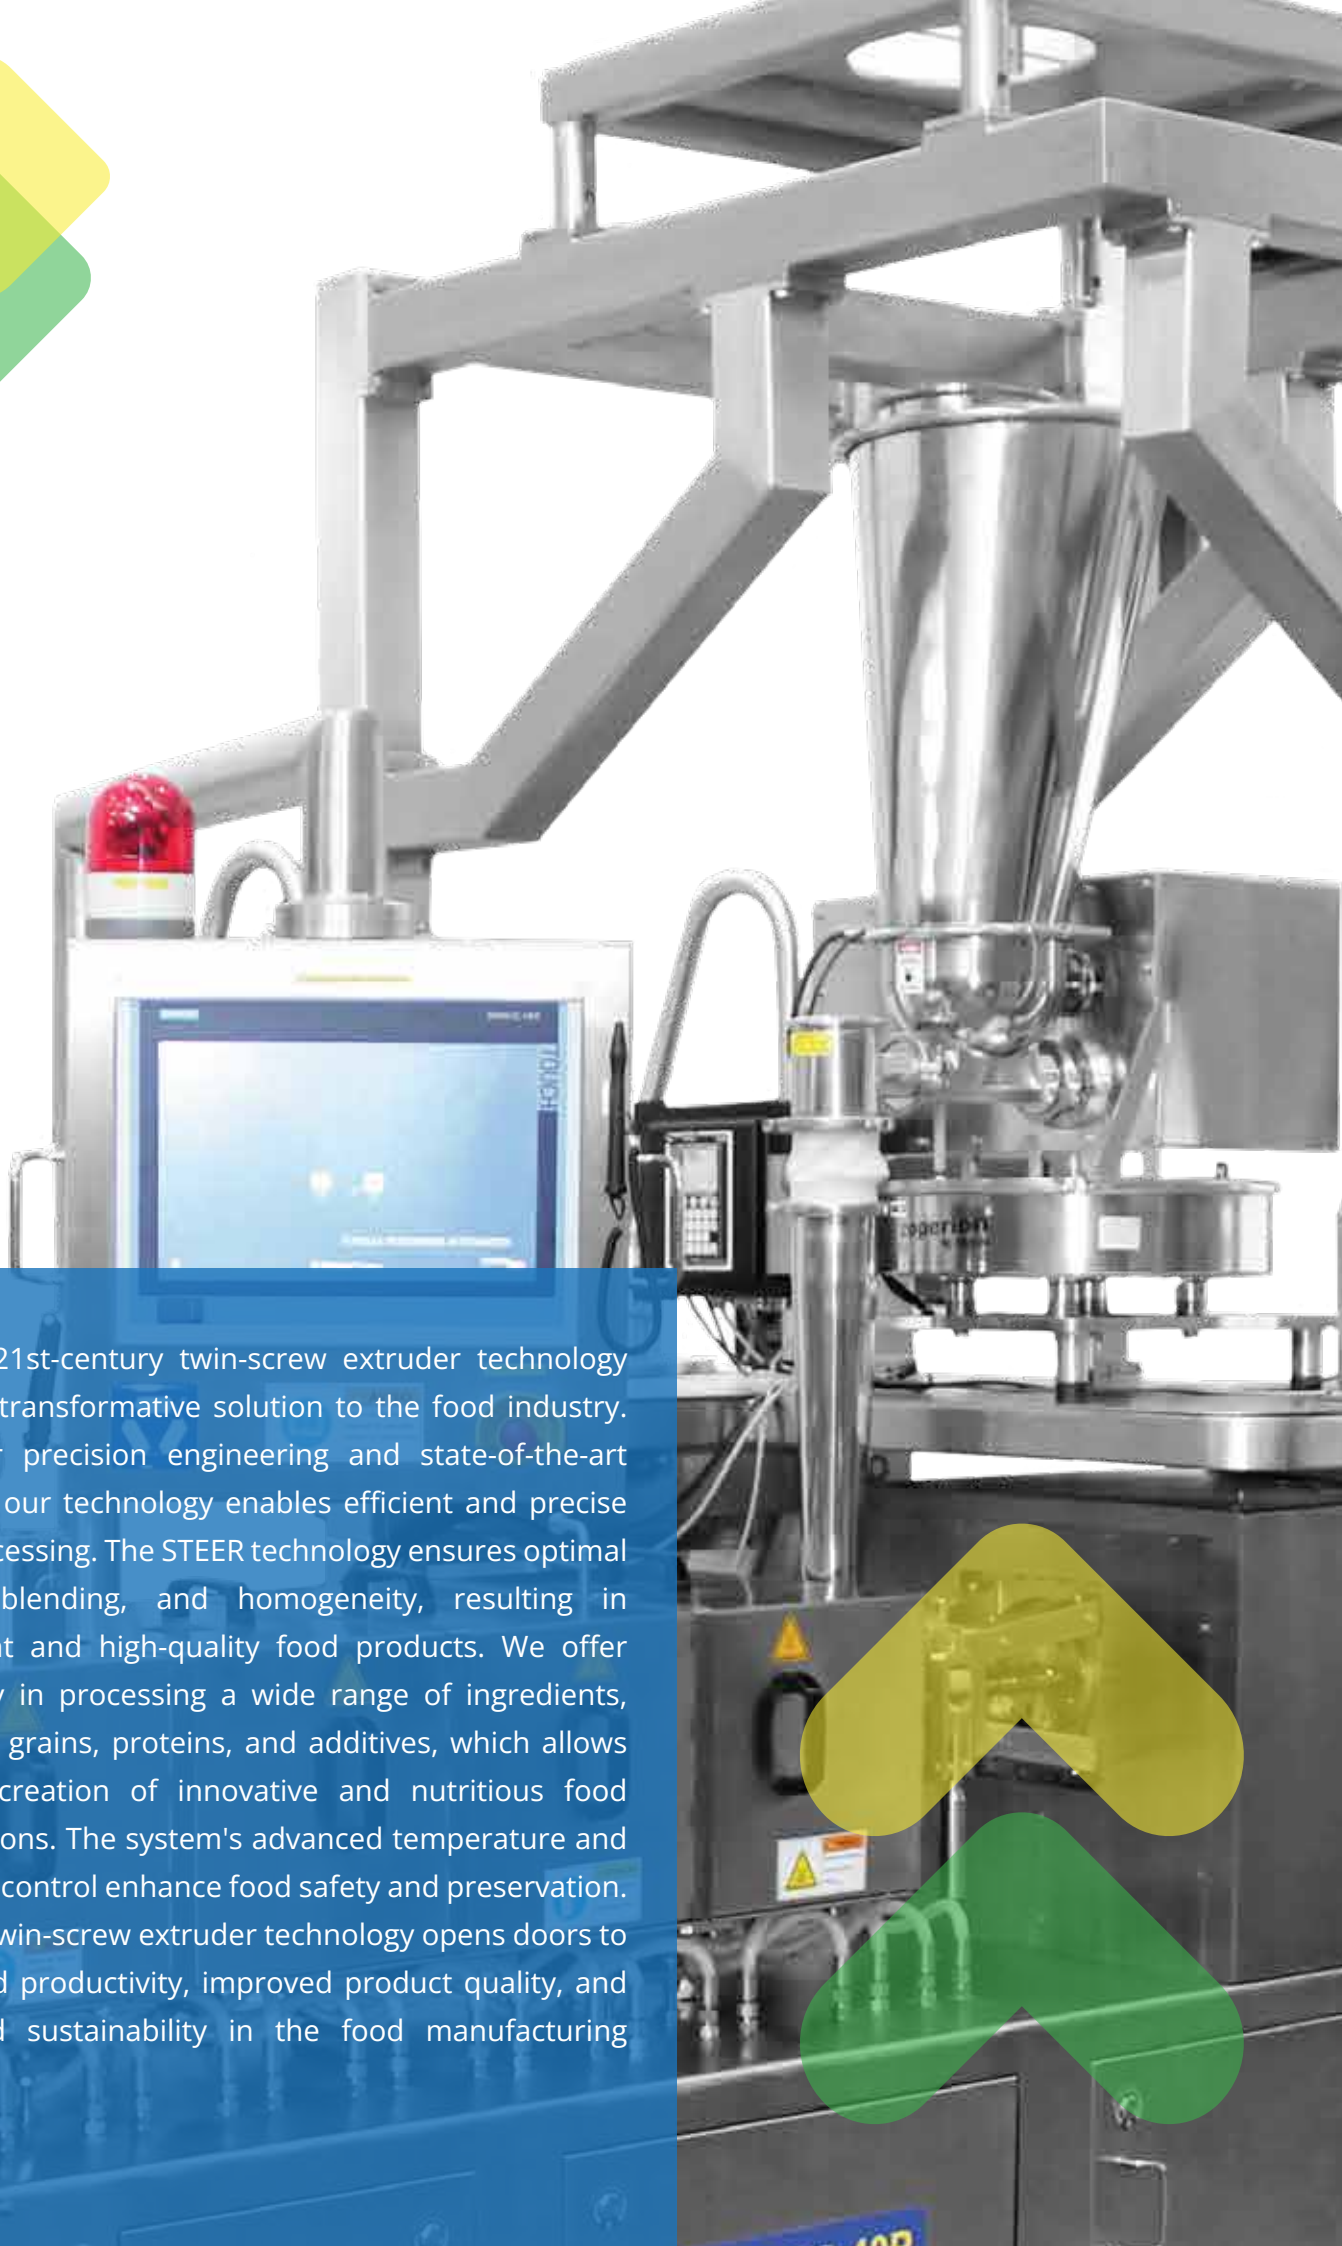 21st-century twin-screw extruder technology
transformative solution to the food industry.
precision engineering and state-of-the-art
our technology enables efficient and precise
cessing. The STEER technology ensures optimal
blending, and homogeneity, resulting in
t and high-quality food products. We offer
y in processing a wide range of ingredients,
grains, proteins, and additives, which allows
creation of innovative and nutritious food
ons. The system's advanced temperature and
control enhance food safety and preservation.
win-screw extruder technology opens doors to
d productivity, improved product quality, and
d sustainability in the food manufacturing